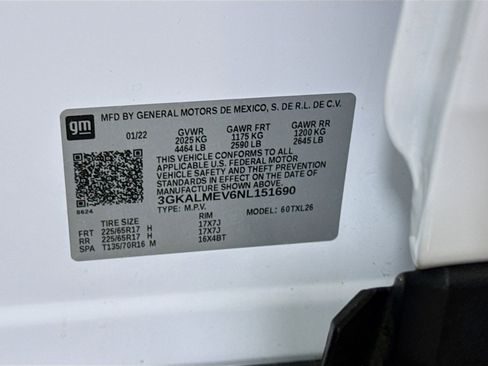 gm
MFD BY GENERAL MOTORS DE MEXICO, S. DE R.L. DE C.V.
01/22 GVWR GAWR FRT GAWR RR
2025 KG 1175 KG 1200 KG
4464 LB 2590 LB 2645 LB
THIS VEHICLE CONFORMS TO ALL
APPLICABLE U.S. FEDERAL MOTOR
VEHICLE SAFETY AND THEFT PREVENTION
STANDARDS IN EFFECT ON THE DATE OF
MANUFACTURE SHOWN ABOVE.
8624 3GKALMEV6NL151690
TYPE: M.P.V. MODEL: 60TXL26
TIRE SIZE RIM
FRT 225/65R17 H 17X7J
RR 225/65R17 H 17X7J
SPA T135/70R16 M 16X4BT